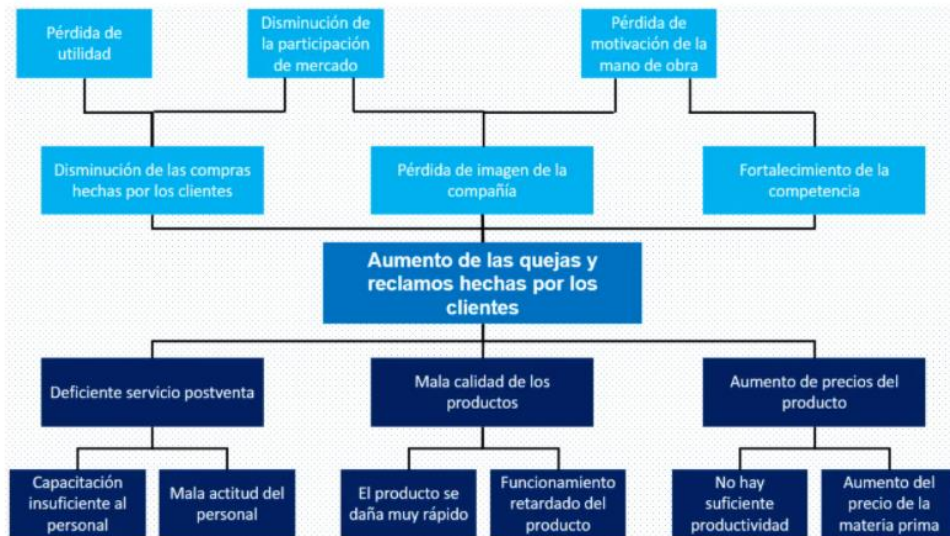 Pérdida de
utilidad
Disminución de
la participación
de mercado
Pérdida de
motivación de la
mano de obra
Disminución de las compras
hechas por los clientes
Pérdida de imagen de la
compañía
Fortalecimiento de la
competencia
Aumento de las quejas y
reclamos hechas por los
clientes
Deficiente servicio postventa
Mala calidad de los
productos
Aumento de precios del
producto
Capacitación
insuficiente al
personal
Mala actitud del
personal
El producto se
daña muy rápido
Funcionamiento
retardado del
producto
No hay
suficiente
productividad
Aumento del
precio de la
materia prima